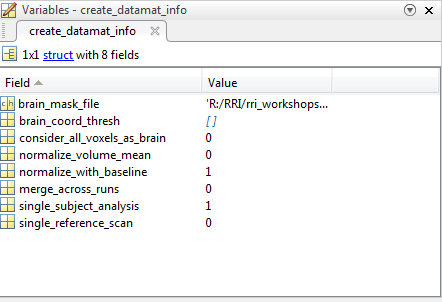 Variables - create_datamat_info
create_datamat_info
1x1 struct with 8 fields
Field Value
ch brain_mask_file 'R:/RRI/rri_workshops...
brain_coord_thresh []
consider_all_voxels_as_brain 0
normalize_volume_mean 0
normalize_with_baseline 1
merge_across_runs 0
single_subject_analysis 1
single_reference_scan 0